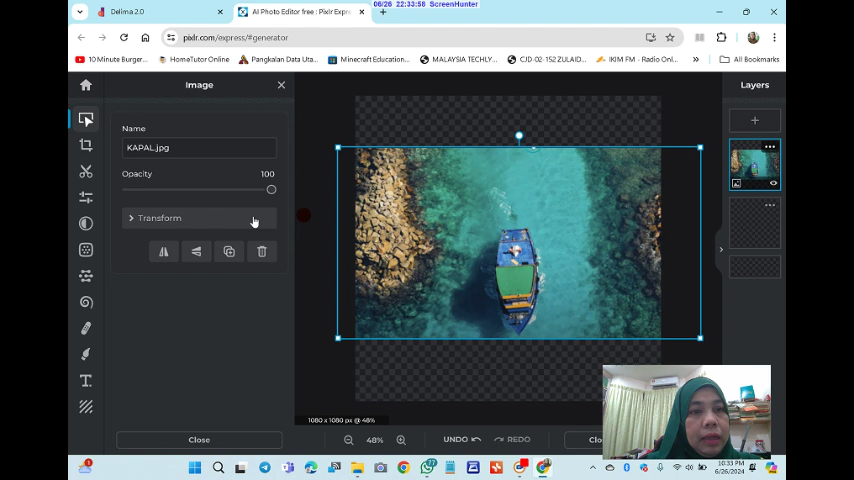 06/26 22:33:58 ScreenHunter
Delima 2.0
AI Photo Editor free : Pixlr Expre
pixlr.com/express/#generator
10 Minute Burger...
HomeTutor Online
Pangkalan Data Uta...
Minecraft Education...
MALAYSIA TECHLY...
CJD-02-152 ZULAID...
IKIM FM - Radio Onl...
All Bookmarks
Image
Layers
Name
KAPAL.jpg
Opacity
100
Transform
1080 x 1080 px @ 48%
Close
48%
UNDO
REDO
Clo
10:33 PM
6/26/2024